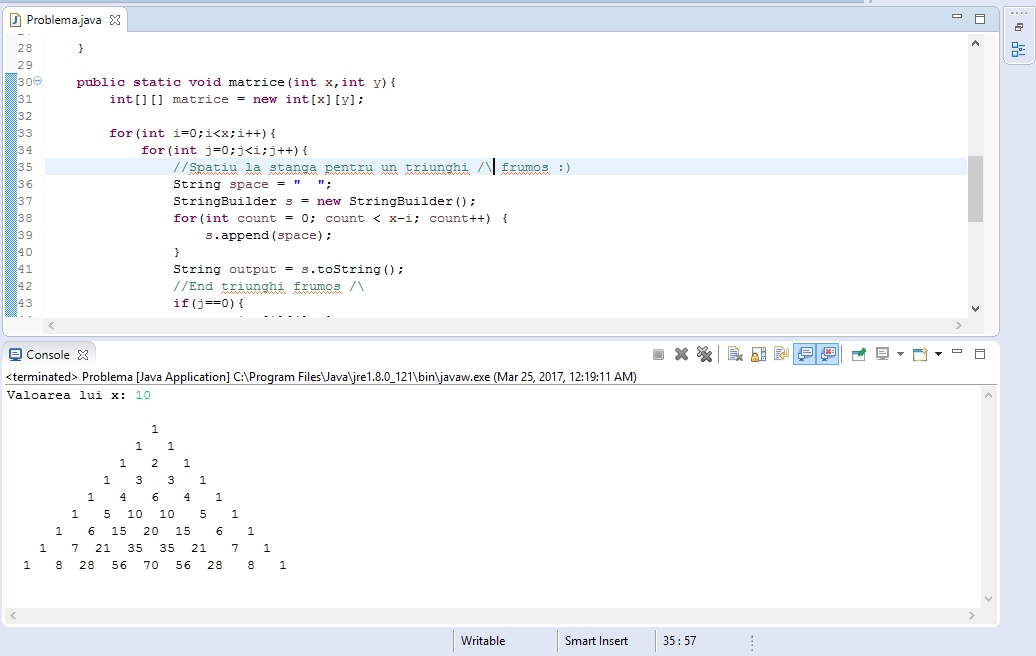 Problema.java
28 }
29
30 public static void matrice(int x,int y){
31 int[][] matrice = new int[x][y];
32
33 for(int i=0;i<x;i++){
34 for(int j=0;j<i;j++){
35 //Spatiu la stanga pentru un triunghi /\ frumos :)
36 String space = "  ";
37 StringBuilder s = new StringBuilder();
38 for(int count = 0; count < x-i; count++) {
39 s.append(space);
40 }
41 String output = s.toString();
42 //End triunghi frumos /\
43 if(j==0){
Console
<terminated> Problema [Java Application] C:\Program Files\Java\jre1.8.0_121\bin\javaw.exe (Mar 25, 2017, 12:19:11 AM)
Valoarea lui x: 10
1
1 1
1 2 1
1 3 3 1
1 4 6 4 1
1 5 10 10 5 1
1 6 15 20 15 6 1
1 7 21 35 35 21 7 1
1 8 28 56 70 56 28 8 1
Writable Smart Insert 35 : 57